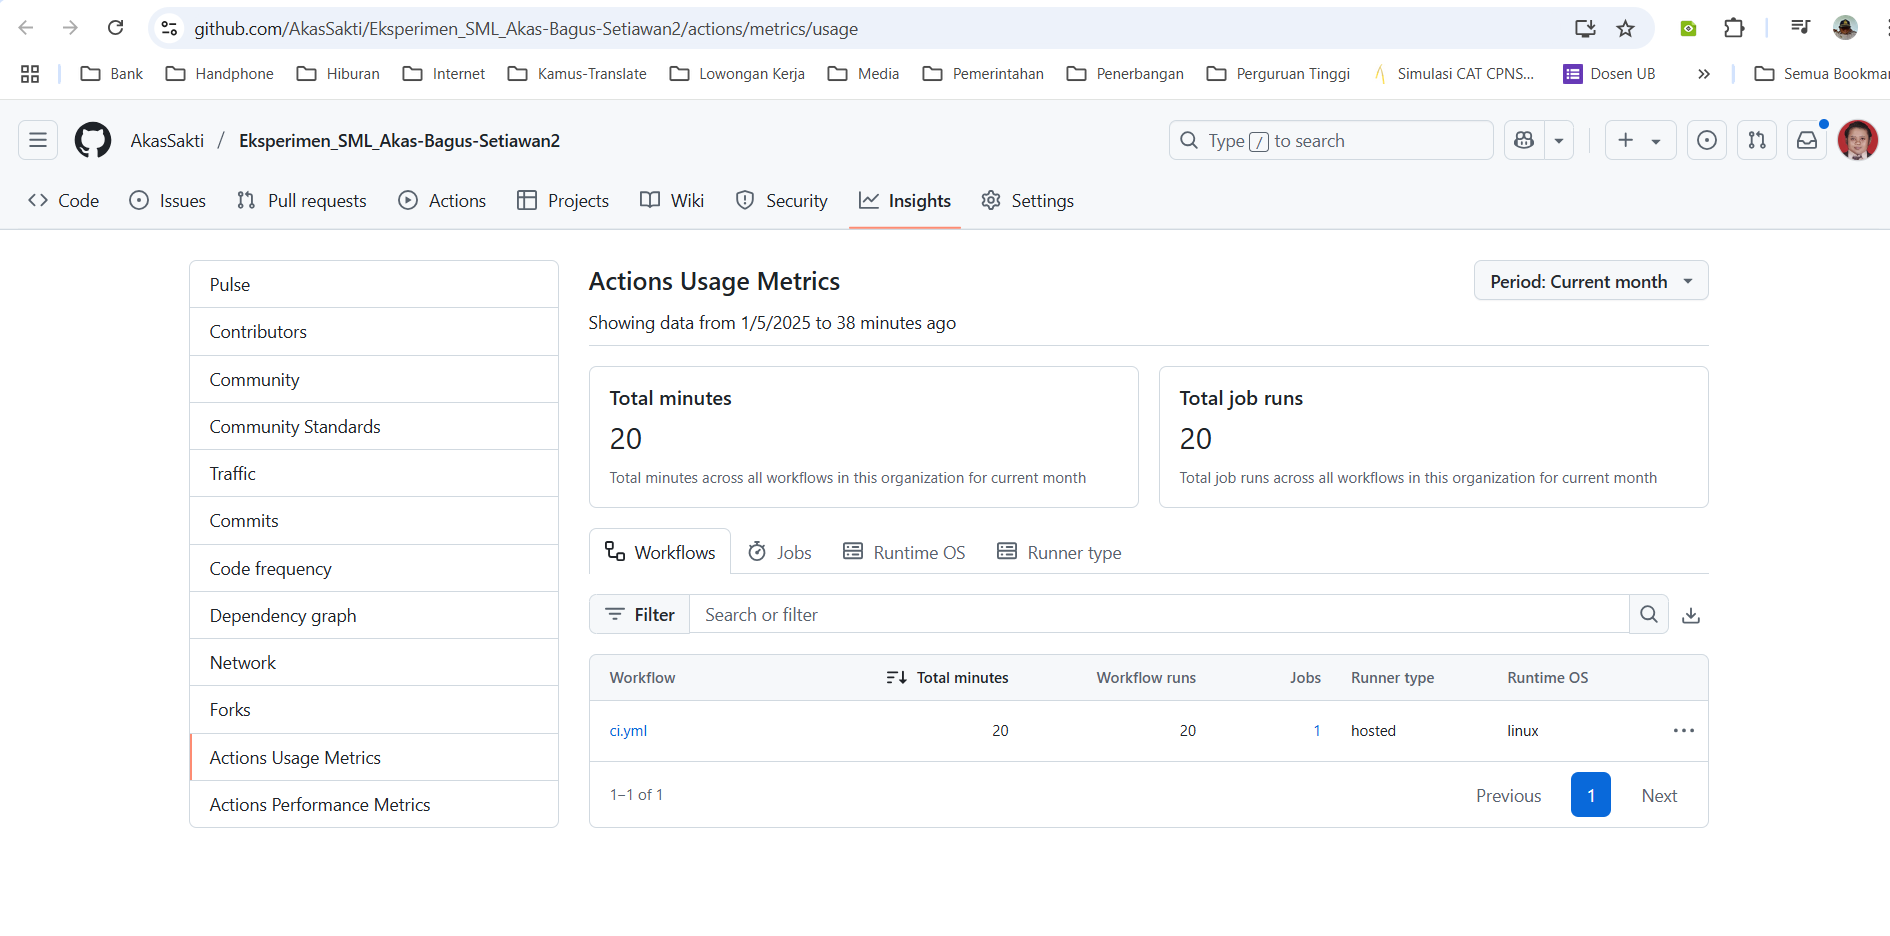 github.com/AkasSakti/Eksperimen_SML_Akas-Bagus-Setiawan2/actions/metrics/usage
Bank Handphone Hiburan Internet Kamus-Translate Lowongan Kerja Media Pemerintahan Penerbangan Perguruan Tinggi Simulasi CAT CPNS... Dosen UB » Semua Bookmar
AkasSakti / Eksperimen_SML_Akas-Bagus-Setiawan2
Type / to search
Code Issues Pull requests Actions Projects Wiki Security Insights Settings
Pulse
Contributors
Community
Community Standards
Traffic
Commits
Code frequency
Dependency graph
Network
Forks
Actions Usage Metrics
Actions Performance Metrics
Actions Usage Metrics
Period: Current month
Showing data from 1/5/2025 to 38 minutes ago
Total minutes
20
Total minutes across all workflows in this organization for current month
Total job runs
20
Total job runs across all workflows in this organization for current month
Workflows Jobs Runtime OS Runner type
Filter Search or filter
Workflow Total minutes Workflow runs Jobs Runner type Runtime OS
ci.yml 20 20 1 hosted linux
1–1 of 1
Previous 1 Next